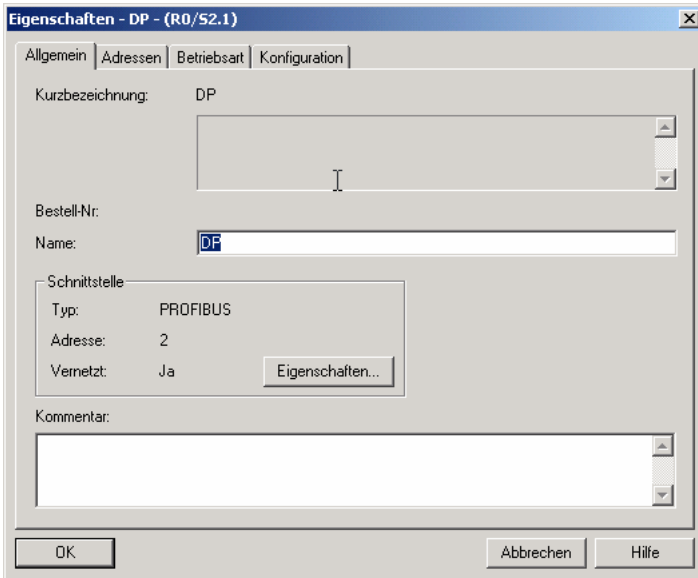 Eigenschaften - DP - (R0/S2.1)
Allgemein Adressen Betriebsart Konfiguration
Kurzbezeichnung: DP
Bestell-Nr:
Name: DP
Schnittstelle
Typ: PROFIBUS
Adresse: 2
Vernetzt: Ja Eigenschaften...
Kommentar:
OK Abbrechen Hilfe